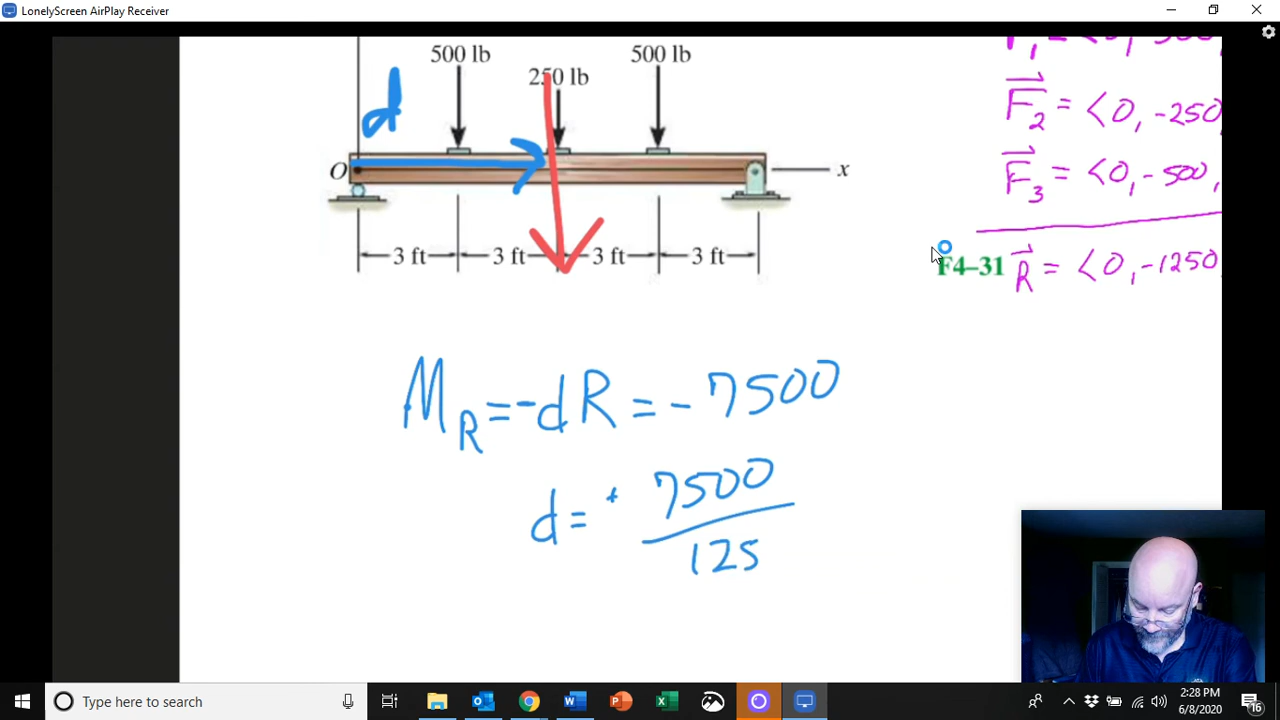 LonelyScreen AirPlay Receiver
500 lb
250 lb
500 lb
d
O
x
3 ft
3 ft
3 ft
3 ft
F₂ = <0, -250
F₃ = <0, -500,
F4–31
R = <0, -1250
M_R = -dR = -7500
d = + 7500
125
Type here to search
2:28 PM
6/8/2020
16